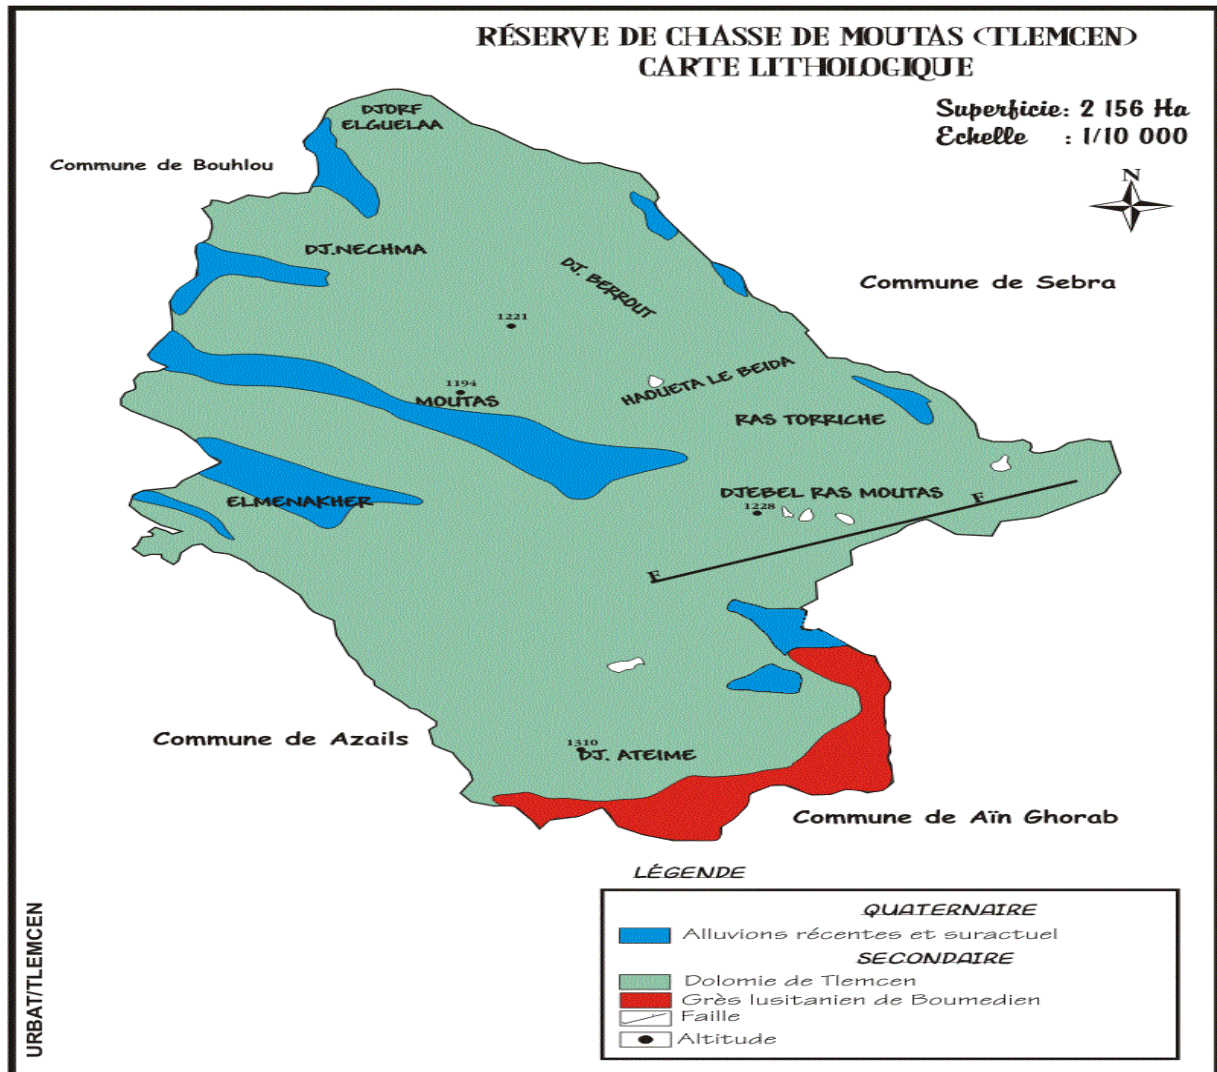 RÉSERVE DE CHASSE DE MOUTAS (TLEMCEN)
CARTE LITHOLOGIQUE
Superficie: 2 156 Ha
Echelle : 1/10 000
N
DJORF
ELGUELAA
Commune de Bouhlou
DJ.NECHMA
DJ. BERROUT
Commune de Sebra
1221
1194
MOUTAS
HAOUETA LE BEIDA
RAS TORRICHE
ELMENAKHER
DJEBEL RAS MOUTAS
1228
F
F
Commune de Azails
1310
DJ. ATEIME
Commune de Aïn Ghorab
LÉGENDE
QUATERNAIRE
Alluvions récentes et suractuel
SECONDAIRE
Dolomie de Tlemcen
Grès lusitanien de Boumedien
Faille
Altitude
URBAT/TLEMCEN